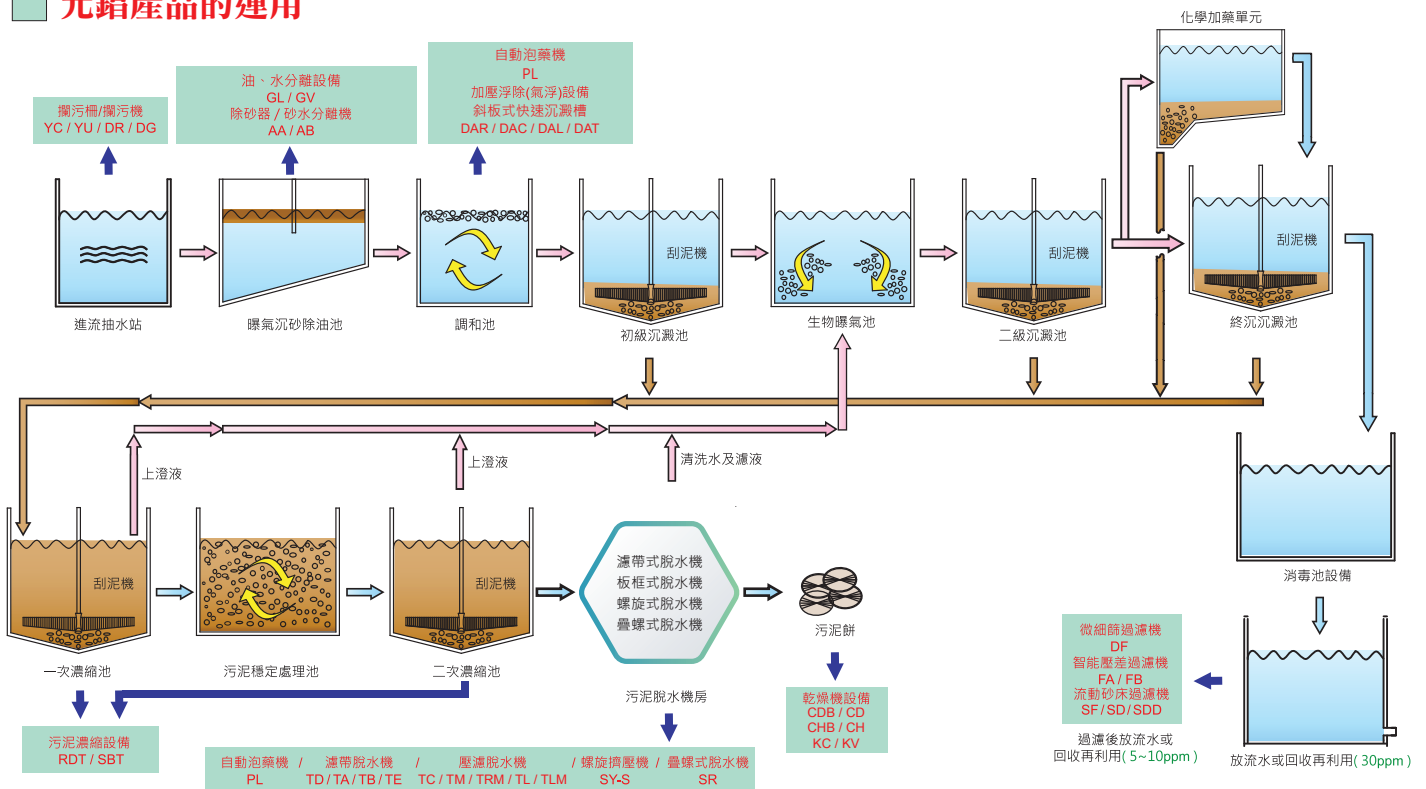 元鍇產品的運用
化學加藥單元
攔污柵/攔污機
YC / YU / DR / DG
油、水分離設備
GL / GV
除砂器 / 砂水分離機
AA / AB
自動泡藥機
PL
加壓浮除(氣浮)設備
斜板式快速沉澱槽
DAR / DAC / DAL / DAT
刮泥機
刮泥機
刮泥機
進流抽水站
曝氣沉砂除油池
調和池
初級沉澱池
生物曝氣池
二級沉澱池
終沉沉澱池
上澄液
上澄液
清洗水及濾液
刮泥機
刮泥機
濾帶式脫水機
板框式脫水機
螺旋式脫水機
疊螺式脫水機
一次濃縮池
污泥穩定處理池
二次濃縮池
污泥脫水機房
污泥餅
消毒池設備
污泥濃縮設備
RDT / SBT
自動泡藥機 / 濾帶脫水機 / 壓濾脫水機 / 螺旋擠壓機 / 疊螺式脫水機
PL TD / TA / TB / TE TC / TM / TRM / TL / TLM SY-S SR
乾燥機設備
CDB / CD
CHB / CH
KC / KV
微細篩過濾機
DF
智能壓差過濾機
FA / FB
流動砂床過濾機
SF / SD / SDD
過濾後放流水或
回收再利用( 5~10ppm )
放流水或回收再利用( 30ppm )